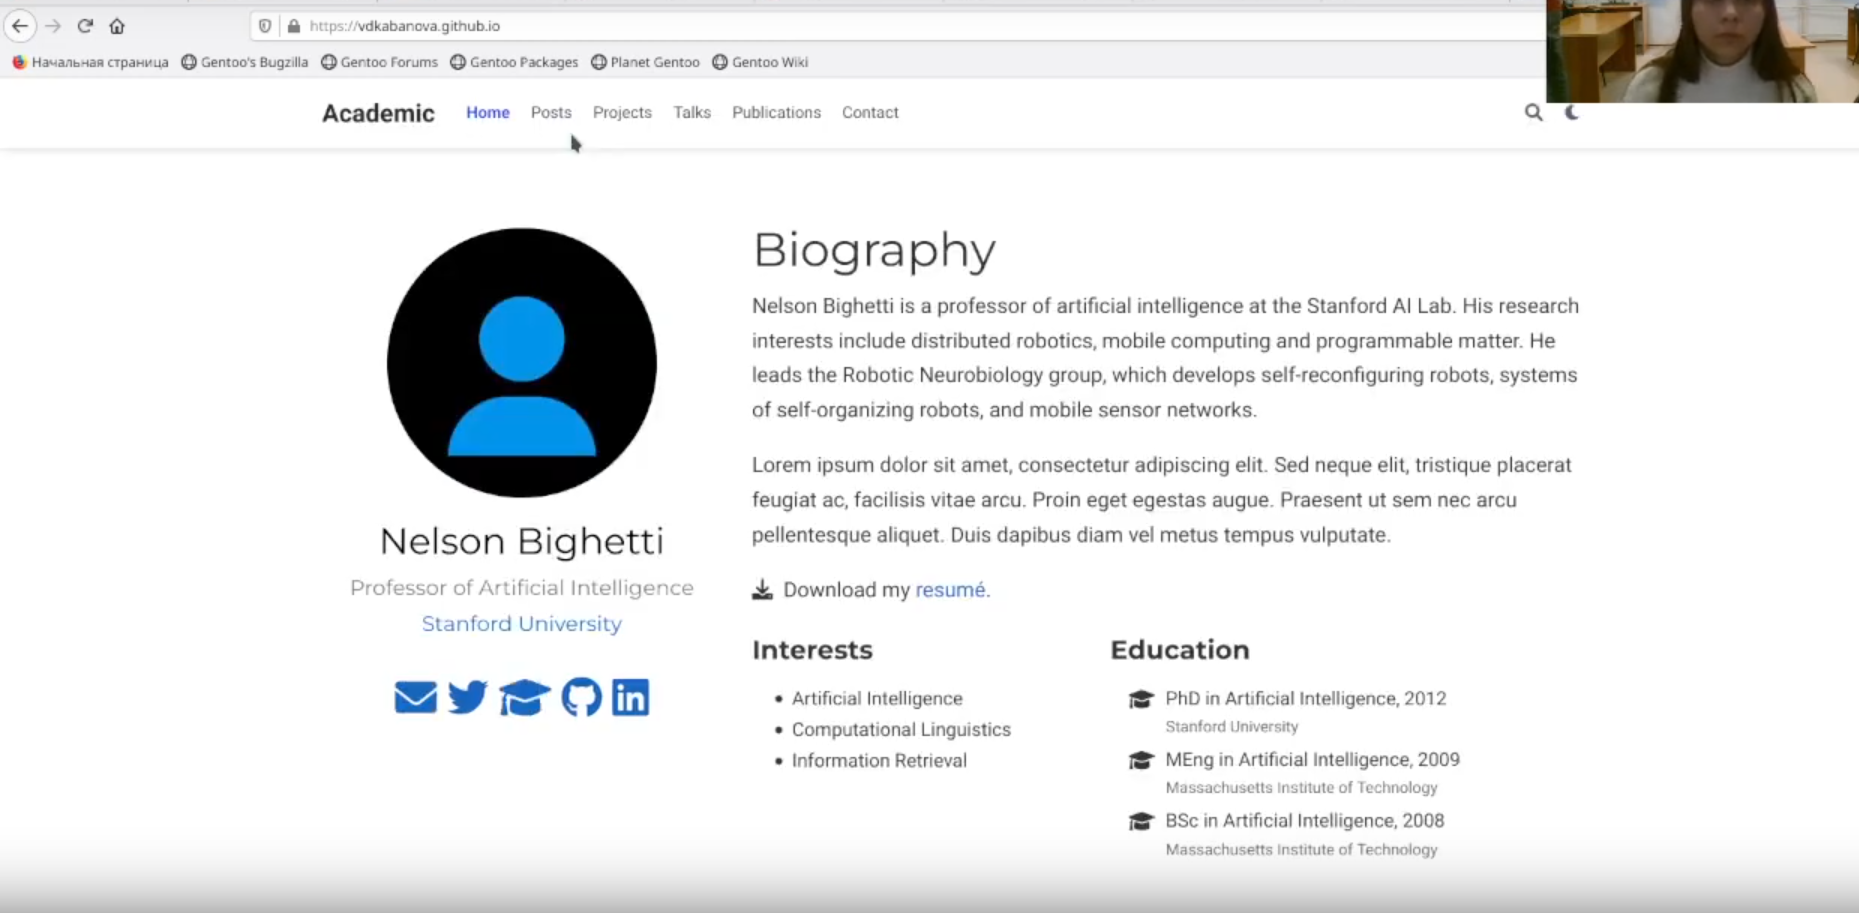 https://vdkabanova.github.io
Начальная страница Gentoo's Bugzilla Gentoo Forums Gentoo Packages Planet Gentoo Gentoo Wiki
Academic Home Posts Projects Talks Publications Contact
Nelson Bighetti
Professor of Artificial Intelligence
Stanford University
Biography
Nelson Bighetti is a professor of artificial intelligence at the Stanford AI Lab. His research
interests include distributed robotics, mobile computing and programmable matter. He
leads the Robotic Neurobiology group, which develops self-reconfiguring robots, systems
of self-organizing robots, and mobile sensor networks.
Lorem ipsum dolor sit amet, consectetur adipiscing elit. Sed neque elit, tristique placerat
feugiat ac, facilisis vitae arcu. Proin eget egestas augue. Praesent ut sem nec arcu
pellentesque aliquet. Duis dapibus diam vel metus tempus vulputate.
Download my resumé.
Interests
Artificial Intelligence
Computational Linguistics
Information Retrieval
Education
PhD in Artificial Intelligence, 2012
Stanford University
MEng in Artificial Intelligence, 2009
Massachusetts Institute of Technology
BSc in Artificial Intelligence, 2008
Massachusetts Institute of Technology